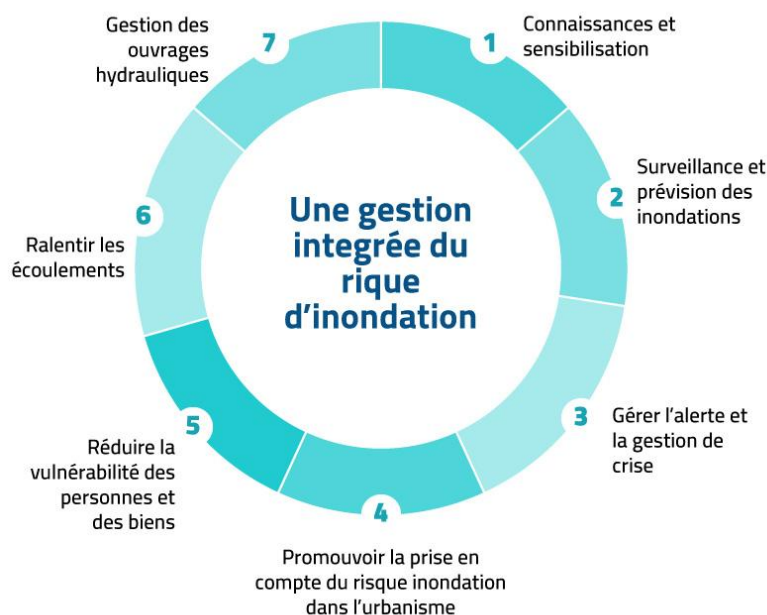 Une gestion
integrée du
rique
d’inondation
1
Connaissances et
sensibilisation
2
Surveillance et
prévision des
inondations
3
Gérer l’alerte et
la gestion de
crise
4
Promouvoir la prise en
compte du risque inondation
dans l’urbanisme
5
Réduire la
vulnérabilité des
personnes et
des biens
6
Ralentir les
écoulements
7
Gestion des
ouvrages
hydrauliques